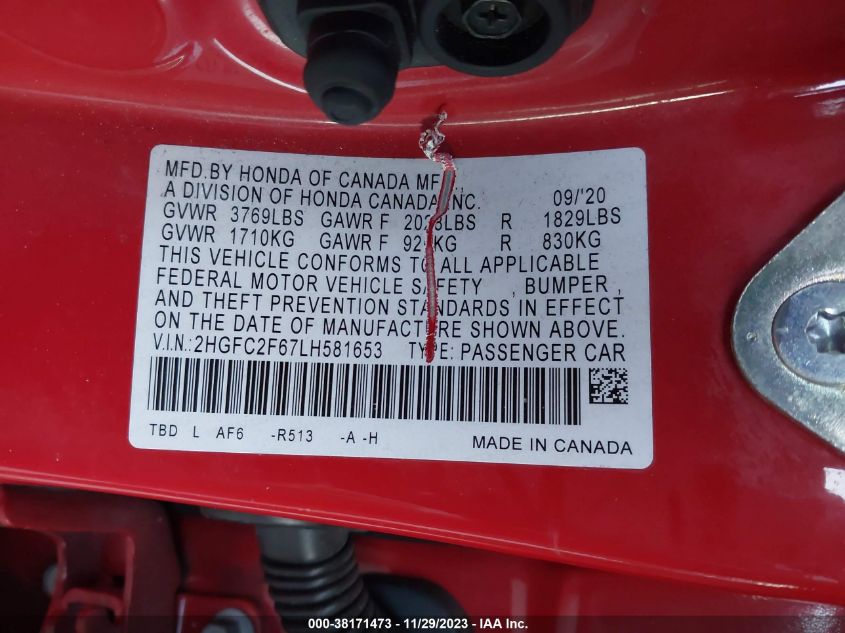 MFD.BY HONDA OF CANADA
A DIVISION OF HONDA CANADA INC. 09/'20
GVWR 3769LBS GAWR F R 1829LBS
GVWR 1710KG GAWR F R 830KG
THIS VEHICLE CONFORMS TO ALL APPLICABLE
FEDERAL MOTOR VEHICLE SAFETY , BUMPER ,
AND THEFT PREVENTION STANDARDS IN EFFECT
ON THE DATE OF MANUFACTURE SHOWN ABOVE.
V.I.N.: 2HGFC2F67LH581653 TYPE: PASSENGER CAR
TBD L AF6 -R513 -A -H MADE IN CANADA
000-38171473 — 11/29/2023 — IAA Inc.